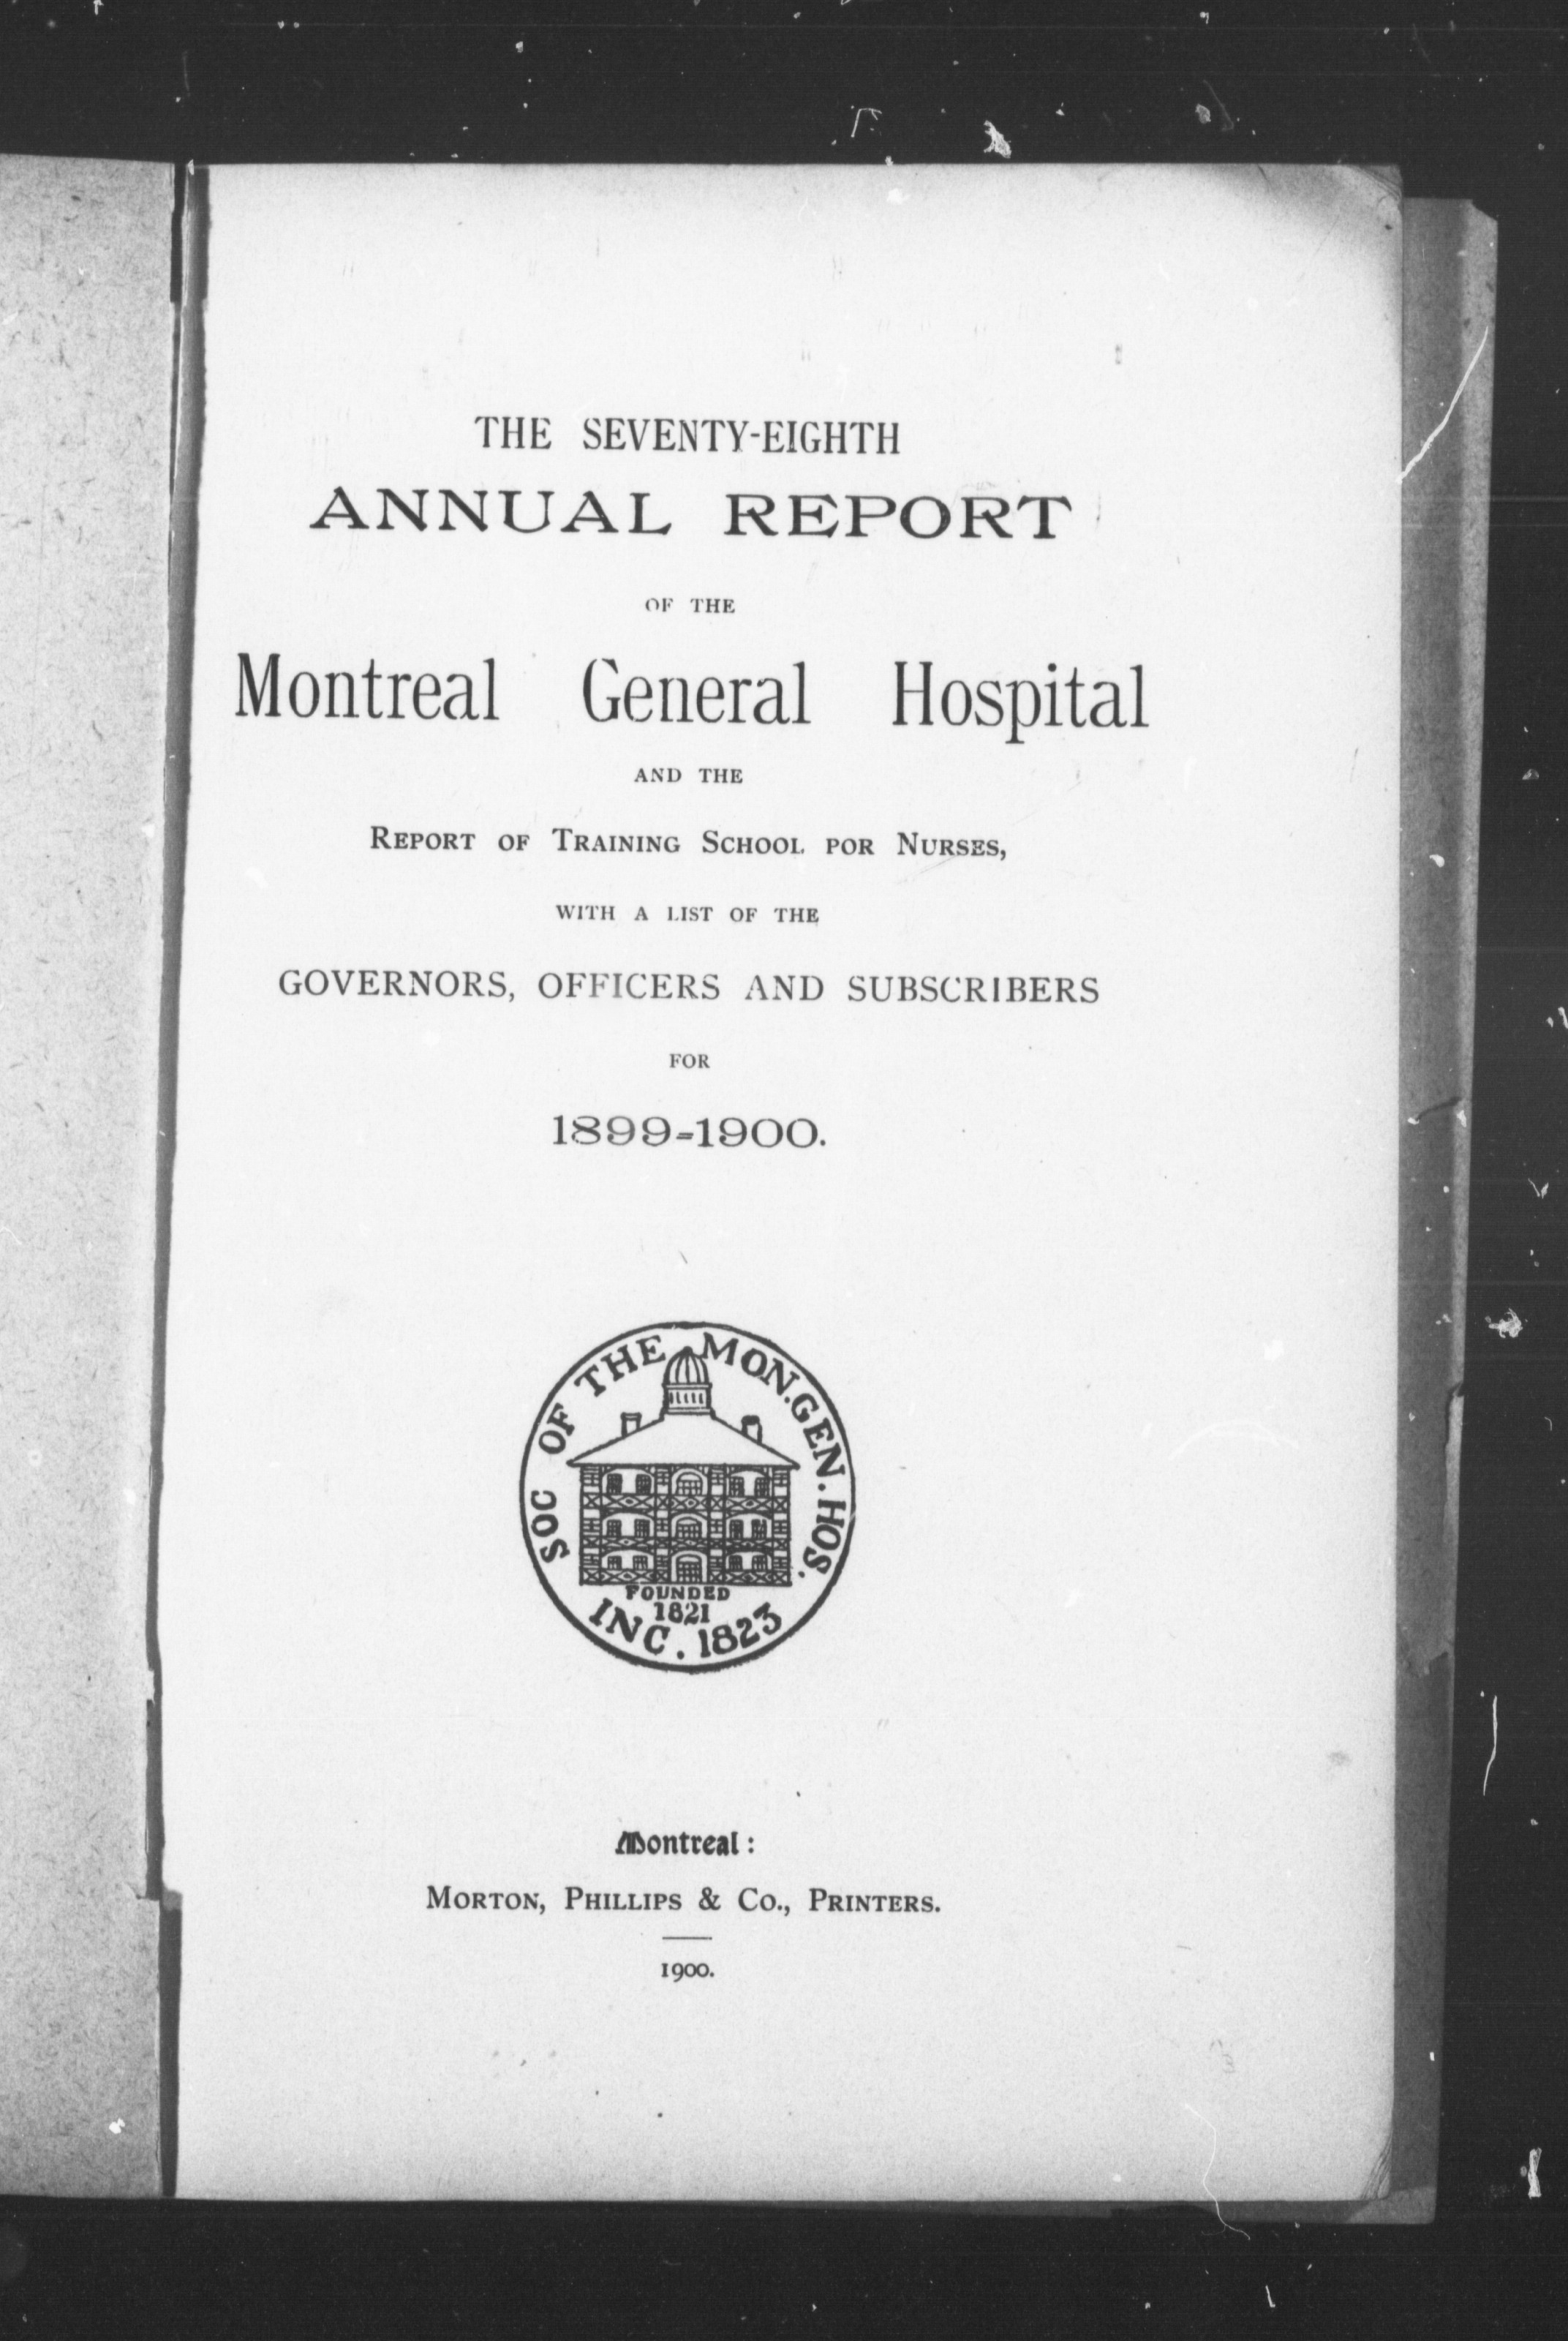 THE SEVENTY-EIGHTH
ANNUAL REPORT
OF THE
Montreal General Hospital
AND THE
REPORT OF TRAINING SCHOOL POR NURSES,
WITH A LIST OF THE
GOVERNORS, OFFICERS AND SUBSCRIBERS
FOR
1899-1900.
SOC OF THE MON. GEN. HOS.
FOUNDED
1821
INC. 1823
Montreal :
MORTON, PHILLIPS & CO., PRINTERS.
1900.